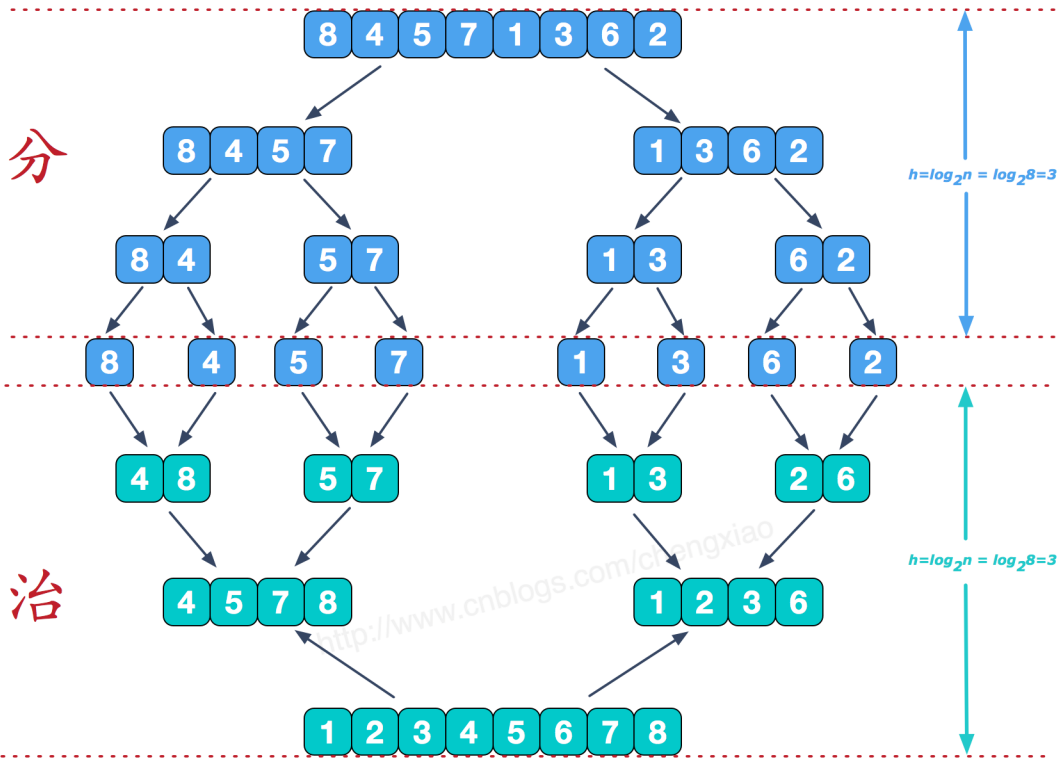 8 4 5 7 1 3 6 2
分
8 4 5 7
1 3 6 2
h=log₂n = log₂8=3
8 4
5 7
1 3
6 2
8
4
5
7
1
3
6
2
4 8
5 7
1 3
2 6
h=log₂n = log₂8=3
治
4 5 7 8
1 2 3 6
http://www.cnblogs.com/chengxiao
1 2 3 4 5 6 7 8